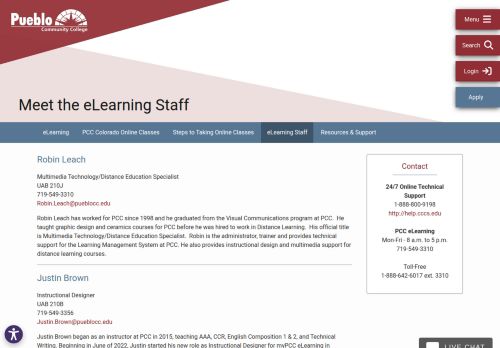 Pueblo
Community College
Menu
Search
Login
Apply
Meet the eLearning Staff
eLearning
PCC Colorado Online Classes
Steps to Taking Online Classes
eLearning Staff
Resources & Support
Robin Leach
Multimedia Technology/Distance Education Specialist
UAB 210J
719-549-3310
Robin.Leach@pueblocc.edu
Robin Leach has worked for PCC since 1998 and he graduated from the Visual Communications program at PCC. He
taught graphic design and ceramics courses for PCC before he was hired to work in Distance Learning. His official title
is Multimedia Technology/Distance Education Specialist. Robin is the administrator, trainer and provides technical
support for the Learning Management System at PCC. He also provides instructional design and multimedia support for
distance learning courses.
Justin Brown
Instructional Designer
UAB 210B
719-549-3356
Justin.Brown@pueblocc.edu
Justin Brown began as an instructor at PCC in 2015, teaching AAA, CCR, English Composition 1 & 2, and Technical
Writing. Beginning in June of 2022, Justin started his new role as Instructional Designer for myPCC eLearning in
Contact
24/7 Online Technical
Support
1-888-800-9198
http://help.cccs.edu
PCC eLearning
Mon-Fri - 8 a.m. to 5 p.m.
719-549-3310
Toll-Free
1-888-642-6017 ext. 3310
LIVE CHAT